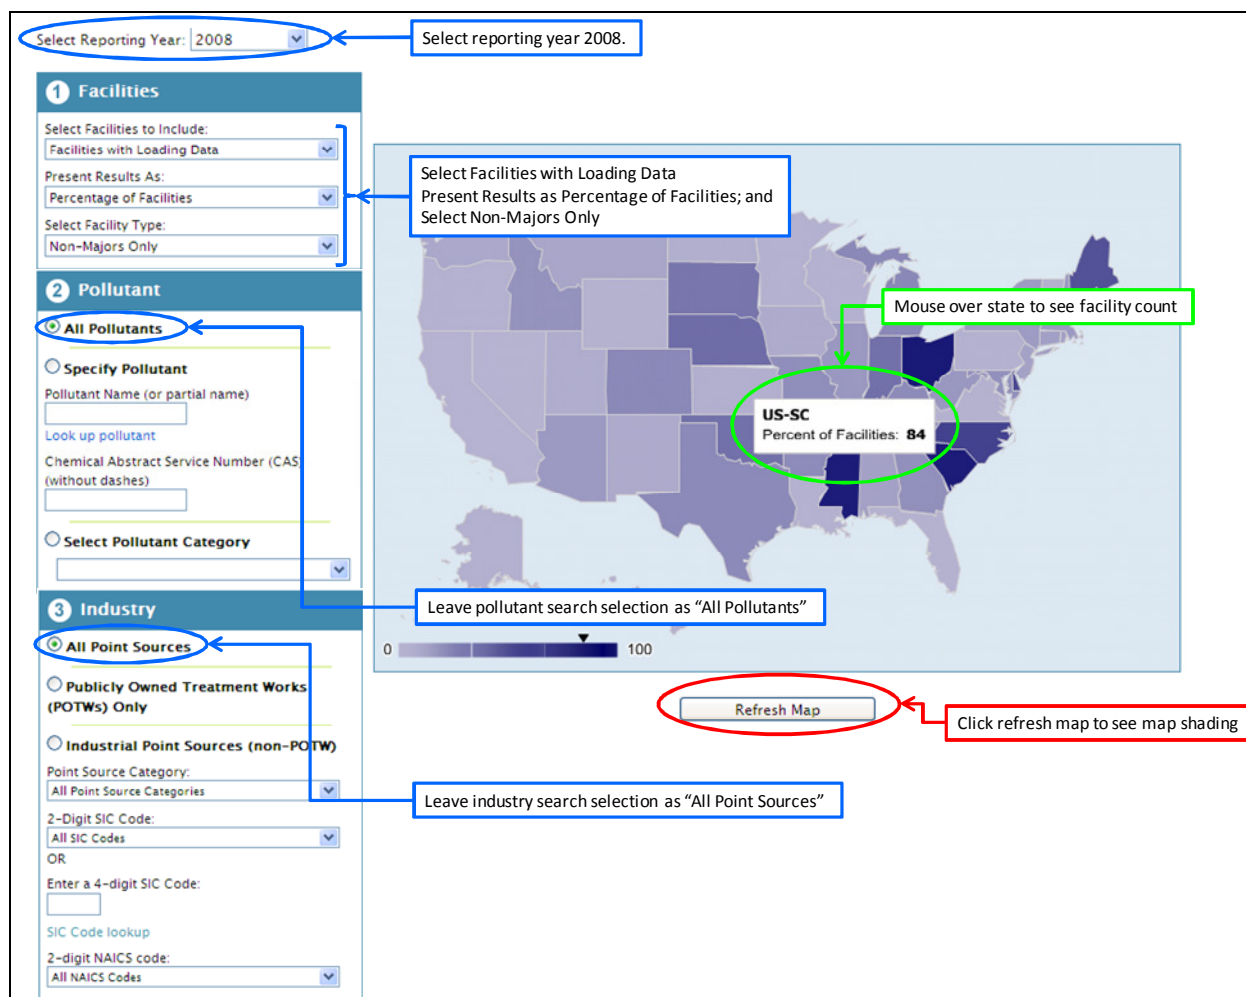 Select Reporting Year: 2008
Select reporting year 2008.
1 Facilities
Select Facilities to Include:
Facilities with Loading Data
Present Results As:
Percentage of Facilities
Select Facility Type:
Non-Majors Only
Select Facilities with Loading Data
Present Results as Percentage of Facilities; and
Select Non-Majors Only
2 Pollutant
All Pollutants
Specify Pollutant
Pollutant Name (or partial name)
Look up pollutant
Chemical Abstract Service Number (CAS)
(without dashes)
Select Pollutant Category
Mouse over state to see facility count
US-SC
Percent of Facilities: 84
Leave pollutant search selection as “All Pollutants”
0 100
Refresh Map
Click refresh map to see map shading
3 Industry
All Point Sources
Publicly Owned Treatment Works
(POTWs) Only
Industrial Point Sources (non-POTW)
Point Source Category:
All Point Source Categories
Leave industry search selection as “All Point Sources”
2-Digit SIC Code:
All SIC Codes
OR
Enter a 4-digit SIC Code:
SIC Code lookup
2-digit NAICS code:
All NAICS Codes